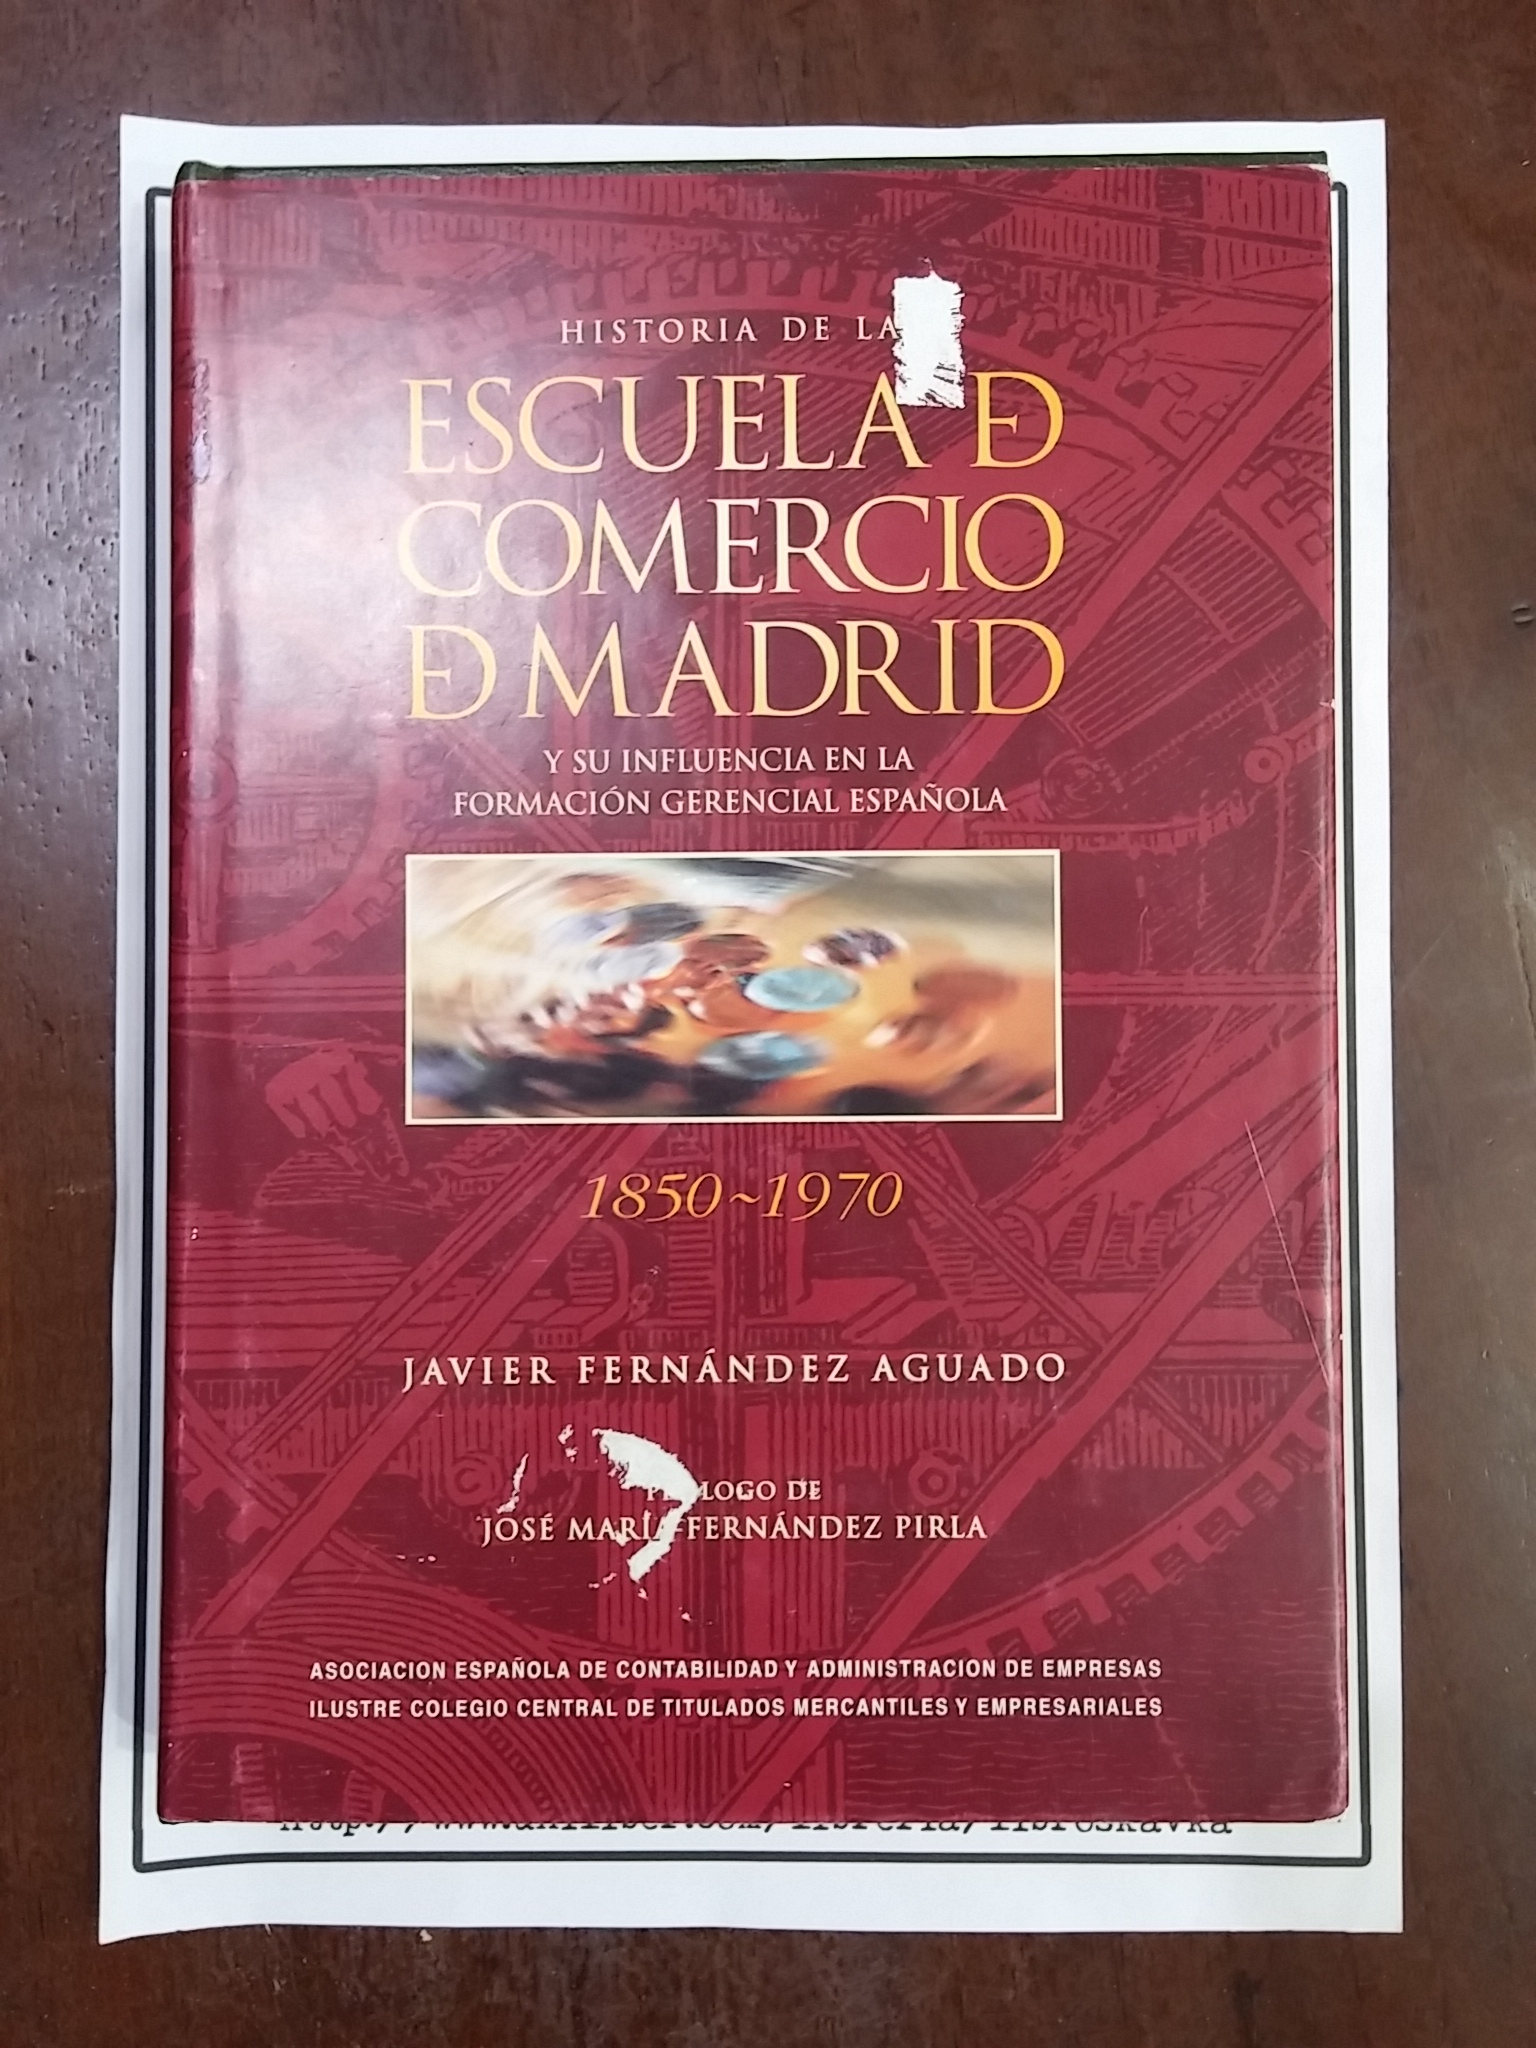 HISTORIA DE LA
ESCUELA DE
COMERCIO
DE MADRID
Y SU INFLUENCIA EN LA
FORMACIÓN GERENCIAL ESPAÑOLA
1850~1970
JAVIER FERNÁNDEZ AGUADO
DE
JOSÉ MARÍA FERNÁNDEZ PIRLA
ASOCIACION ESPAÑOLA DE CONTABILIDAD Y ADMINISTRACION DE EMPRESAS
ILUSTRE COLEGIO CENTRAL DE TITULADOS MERCANTILES Y EMPRESARIALES